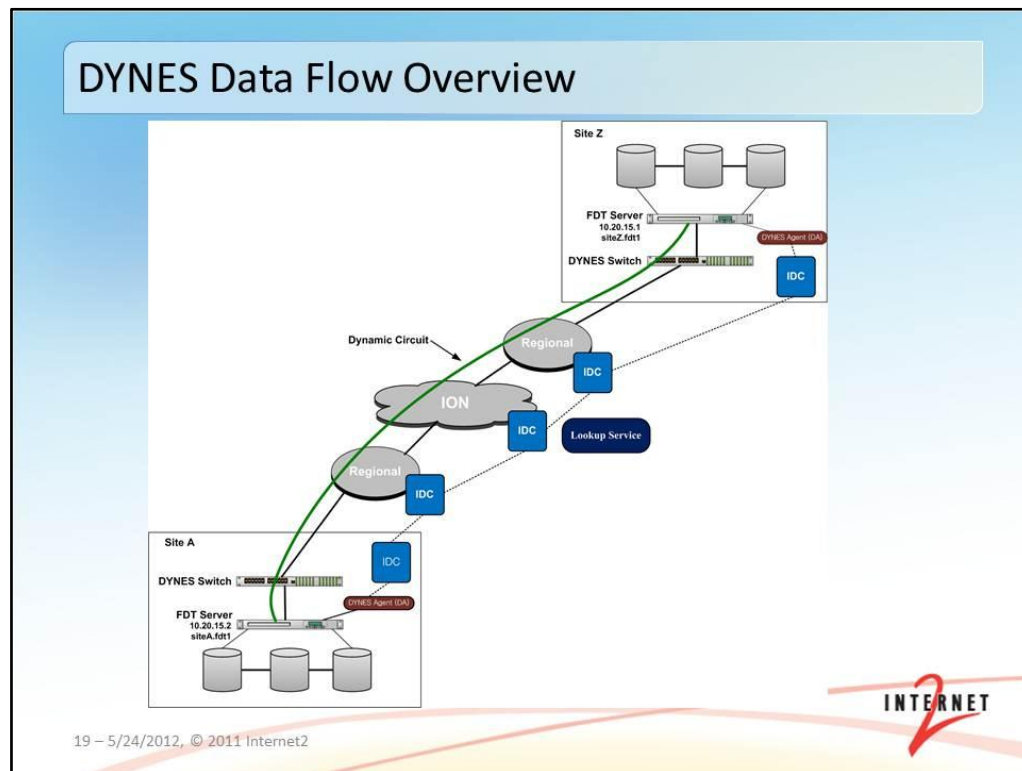 DYNES Data Flow Overview
Site Z
FDT Server
10.20.15.1
siteZ.fdt1
DYNES Agent (DA)
DYNES Switch
IDC
Dynamic Circuit
Regional
IDC
ION
IDC
Lookup Service
Regional
IDC
Site A
IDC
DYNES Switch
DYNES Agent (DA)
FDT Server
10.20.15.2
siteA.fdt1
INTERNET
2
19 – 5/24/2012, © 2011 Internet2